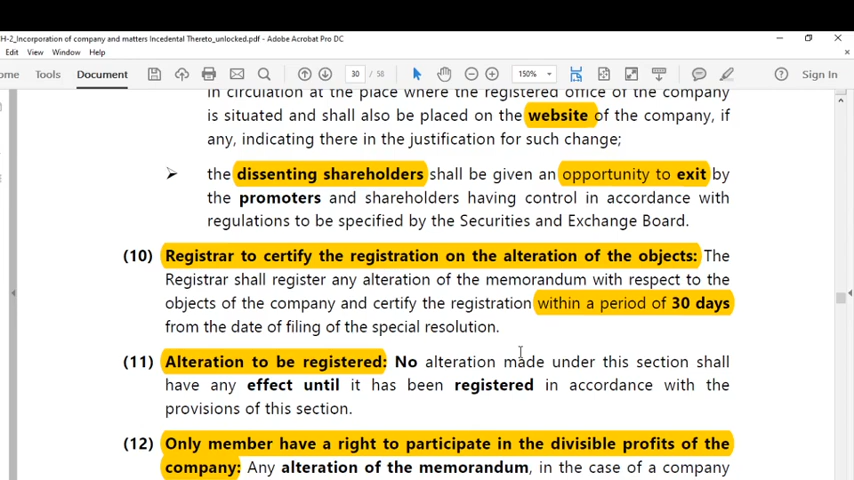 H-2_Incorporation of company and matters Incedental Thereto_unlocked.pdf - Adobe Acrobat Pro DC
Edit View Window Help
ome Tools Document 30 / 58 150% Sign In
in circulation at the place where the registered office of the company
is situated and shall also be placed on the website of the company, if
any, indicating there in the justification for such change;
➢ the dissenting shareholders shall be given an opportunity to exit by
the promoters and shareholders having control in accordance with
regulations to be specified by the Securities and Exchange Board.
(10) Registrar to certify the registration on the alteration of the objects: The
Registrar shall register any alteration of the memorandum with respect to the
objects of the company and certify the registration within a period of 30 days
from the date of filing of the special resolution.
(11) Alteration to be registered: No alteration made under this section shall
have any effect until it has been registered in accordance with the
provisions of this section.
(12) Only member have a right to participate in the divisible profits of the
company: Any alteration of the memorandum, in the case of a company